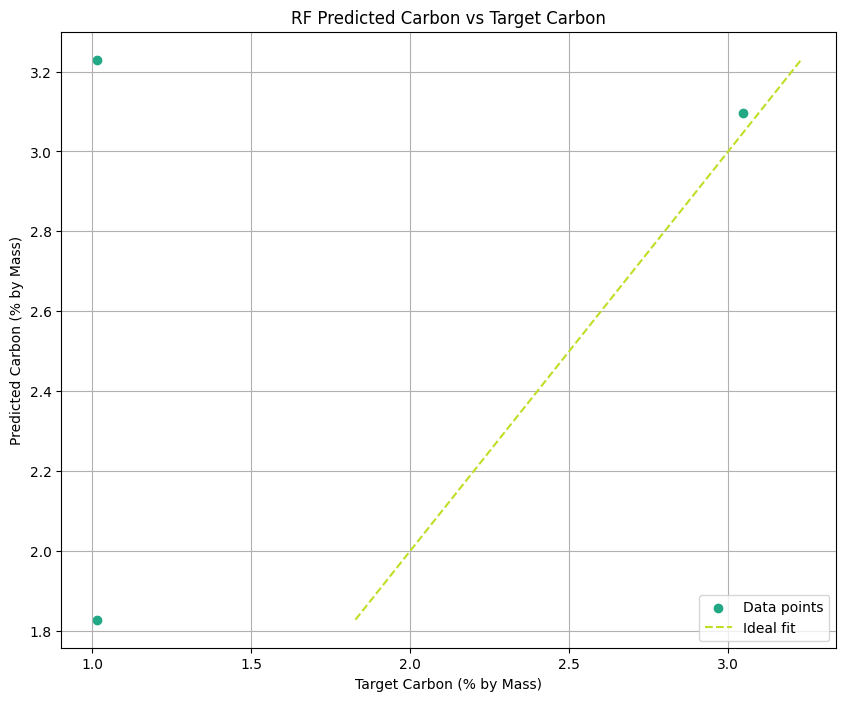 RF Predicted Carbon vs Target Carbon
Predicted Carbon (% by Mass)
3.2
3.0
2.8
2.6
2.4
2.2
2.0
1.8
1.0
1.5
2.0
2.5
3.0
Target Carbon (% by Mass)
Data points
Ideal fit